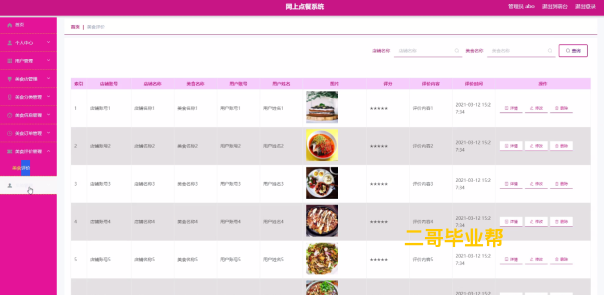 网上点餐系统
管理员 abo
退出到前台
退出登录
首页
个人中心
用户管理
美食店管理
美食分类管理
美食信息管理
美食订单管理
美食评价管理
美食评价
首页 | 美食评价
店铺名称 店铺名称 美食名称 美食名称 查询
索引 店铺账号 店铺名称 美食名称 用户账号 用户姓名 图片 评分 评价内容 评价时间 操作
1 店铺账号1 店铺名称1 美食名称1 用户账号1 用户姓名1 ★★★★★ 评价内容1 2021-03-12 15:2
7:34 详情 修改 删除
2 店铺账号2 店铺名称2 美食名称2 用户账号2 用户姓名2 ★★★★★ 评价内容2 2021-03-12 15:2
7:34 详情 修改 删除
3 店铺账号3 店铺名称3 美食名称3 用户账号3 用户姓名3 ★★★★★ 评价内容3 2021-03-12 15:2
7:34 详情 修改 删除
4 店铺账号4 店铺名称4 美食名称4 用户账号4 用户姓名4 ★★★★★ 评价内容4 2021-03-12 15:2
7:34 详情 修改 删除
二哥毕业帮
5 店铺账号5 店铺名称5 美食名称5 用户账号5 用户姓名5 ★★★★★ 评价内容5 2021-03-12 15:2
7:34 详情 修改 删除